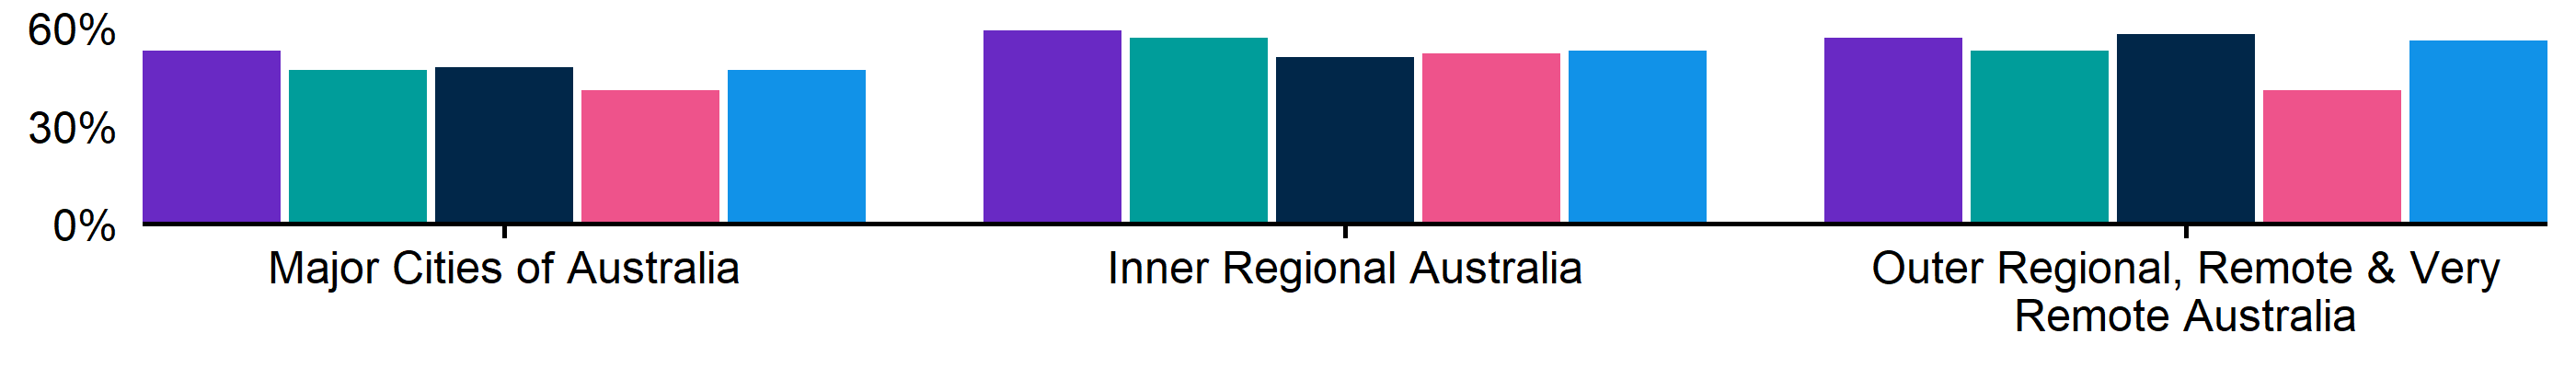 60%
30%
0%
Major Cities of Australia
Inner Regional Australia
Outer Regional, Remote & Very
Remote Australia